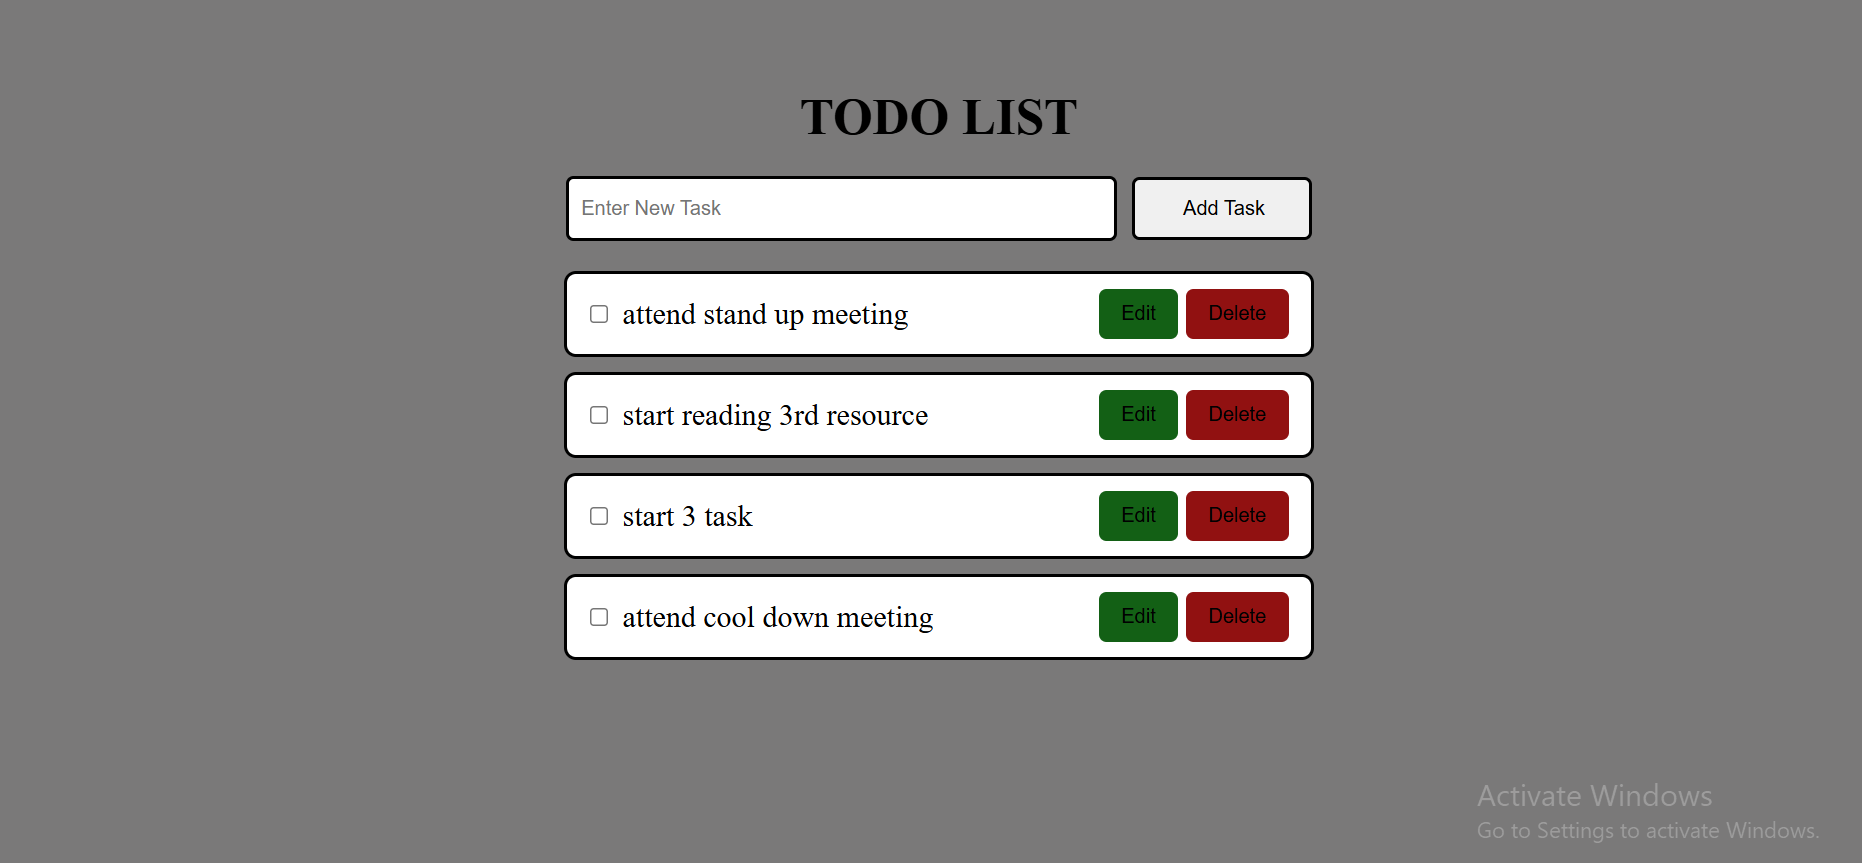 TODO LIST
Enter New Task
Add Task
attend stand up meeting
Edit
Delete
start reading 3rd resource
Edit
Delete
start 3 task
Edit
Delete
attend cool down meeting
Edit
Delete
Activate Windows
Go to Settings to activate Windows.